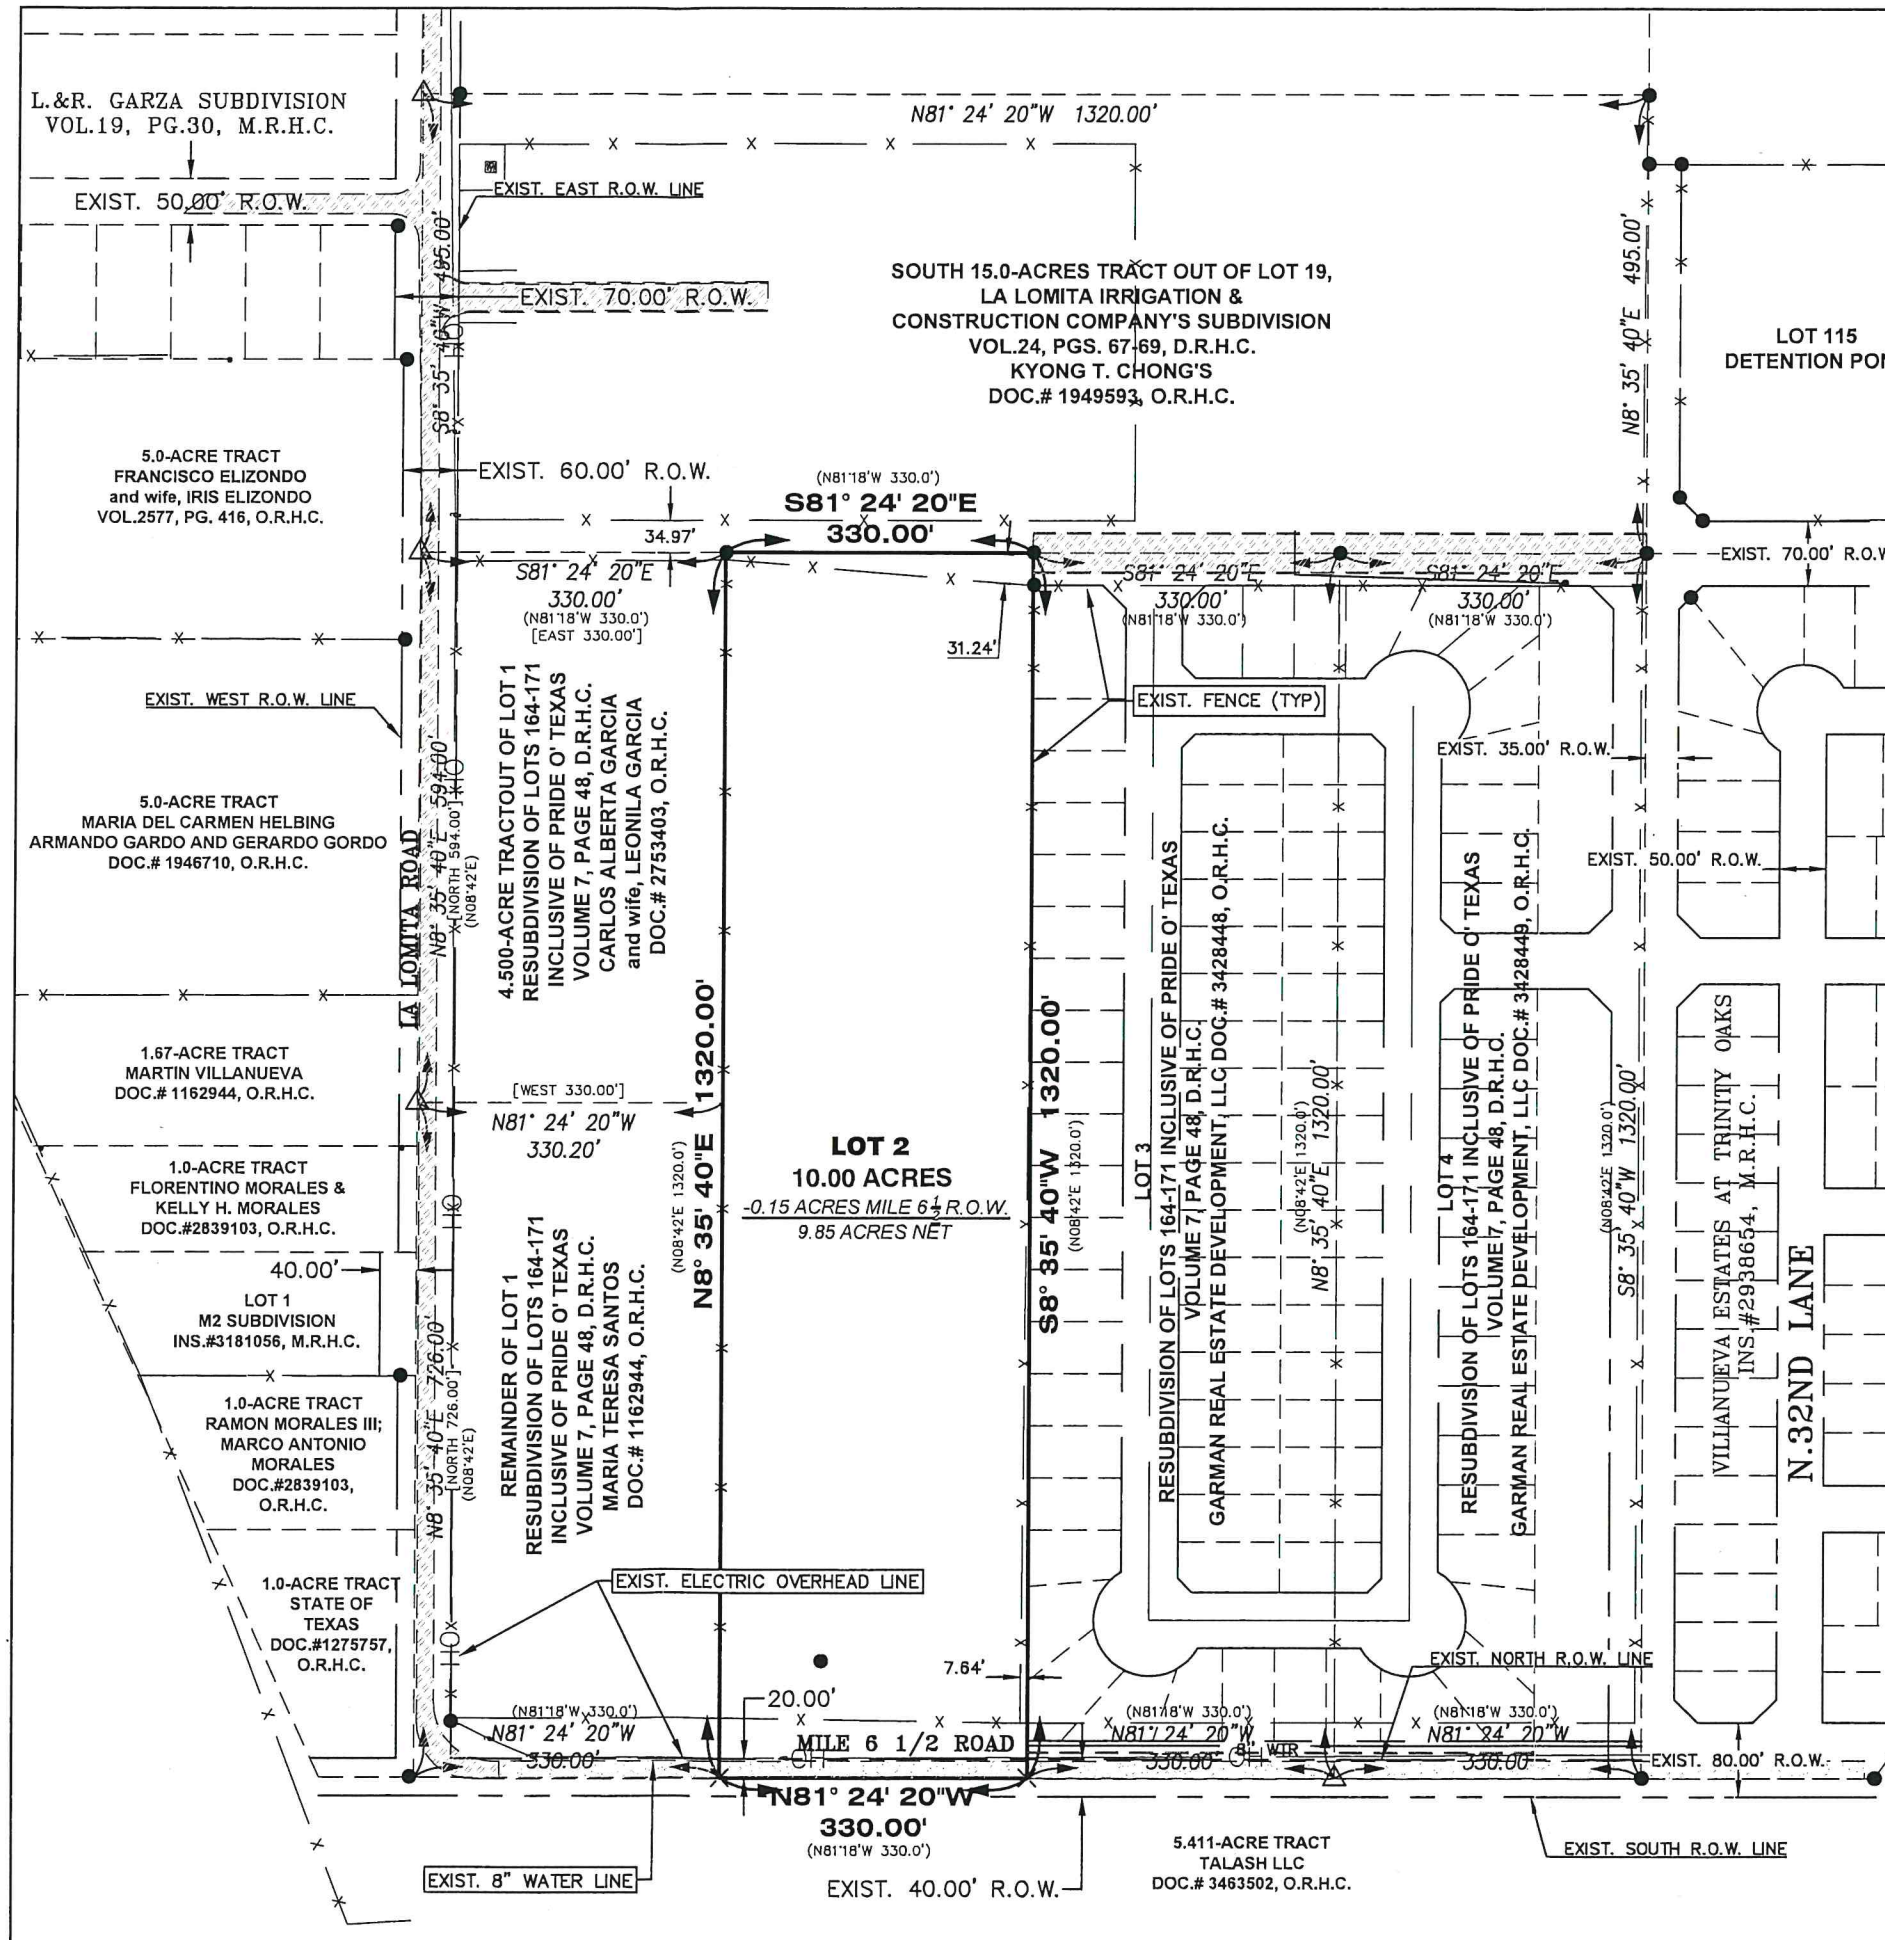 L.&R. GARZA SUBDIVISION
VOL.19, PG.30, M.R.H.C.
EXIST. 50.00' R.O.W.
N81° 24' 20"W 1320.00'
EXIST. EAST R.O.W. LINE
S8° 35' 40"W 495.00'
EXIST. 70.00' R.O.W.
SOUTH 15.0-ACRES TRACT OUT OF LOT 19,
LA LOMITA IRRIGATION &
CONSTRUCTION COMPANY'S SUBDIVISION
VOL.24, PGS. 67-69, D.R.H.C.
KYONG T. CHONG'S
DOC.# 1949593, O.R.H.C.
N8° 35' 40"E 495.00'
LOT 115
DETENTION PON
5.0-ACRE TRACT
FRANCISCO ELIZONDO
and wife, IRIS ELIZONDO
VOL.2577, PG. 416, O.R.H.C.
EXIST. 60.00' R.O.W.
34.97'
(N81°18'W 330.0')
S81° 24' 20"E
330.00'
S81° 24' 20"E
330.00'
(N81°18'W 330.0')
[EAST 330.00']
S81° 24' 20"E
330.00'
(N81°18'W 330.0')
S81° 24' 20"E
330.00'
(N81°18'W 330.0')
EXIST. 70.00' R.O.W
31.24'
EXIST. WEST R.O.W. LINE
EXIST. FENCE (TYP)
EXIST. 35.00' R.O.W.
EXIST. 50.00' R.O.W.
5.0-ACRE TRACT
MARIA DEL CARMEN HELBING
ARMANDO GARDO AND GERARDO GORDO
DOC.# 1946710, O.R.H.C.
LA LOMITA ROAD
N8° 35' 40"E 594.00'
[NORTH 594.00']
(N08°42'E)
4.500-ACRE TRACTOUT OF LOT 1
RESUBDIVISION OF LOTS 164-171
INCLUSIVE OF PRIDE O' TEXAS
VOLUME 7, PAGE 48, D.R.H.C.
CARLOS ALBERTA GARCIA
and wife, LEONILA GARCIA
DOC.# 2753403, O.R.H.C.
1.67-ACRE TRACT
MARTIN VILLANUEVA
DOC.# 1162944, O.R.H.C.
[WEST 330.00']
N81° 24' 20"W
330.20'
N8° 35' 40"E 1320.00'
(N08°42'E 1320.0')
LOT 2
10.00 ACRES
-0.15 ACRES MILE 6½ R.O.W.
9.85 ACRES NET
S8° 35' 40"W 1320.00'
(N08°42'E 1320.0')
LOT 3
RESUBDIVISION OF LOTS 164-171 INCLUSIVE OF PRIDE O' TEXAS
VOLUME 7, PAGE 48, D.R.H.C.
GARMAN REAL ESTATE DEVELOPMENT, LLC DOC.# 3428448, O.R.H.C.
(N08°42'E 1320.0')
N8° 35' 40"E 1320.00'
LOT 4
RESUBDIVISION OF LOTS 164-171 INCLUSIVE OF PRIDE O' TEXAS
VOLUME 7, PAGE 48, D.R.H.C.
GARMAN REAL ESTATE DEVELOPMENT, LLC DOC.# 3428449, O.R.H.C.
(N08°42'E 1320.0')
S8° 35' 40"W 1320.00'
VILLANUEVA ESTATES AT TRINITY OAKS
INS.#2938654, M.R.H.C.
N.32ND LANE
1.0-ACRE TRACT
FLORENTINO MORALES &
KELLY H. MORALES
DOC.#2839103, O.R.H.C.
40.00'
LOT 1
M2 SUBDIVISION
INS.#3181056, M.R.H.C.
N8° 35' 40"E 726.00'
[NORTH 726.00']
(N08°42'E)
REMAINDER OF LOT 1
RESUBDIVISION OF LOTS 164-171
INCLUSIVE OF PRIDE O' TEXAS
VOLUME 7, PAGE 48, D.R.H.C.
MARIA TERESA SANTOS
DOC.# 1162944, O.R.H.C.
1.0-ACRE TRACT
RAMON MORALES III;
MARCO ANTONIO
MORALES
DOC.#2839103,
O.R.H.C.
1.0-ACRE TRACT
STATE OF
TEXAS
DOC.#1275757,
O.R.H.C.
EXIST. ELECTRIC OVERHEAD LINE
7.64'
20.00'
EXIST. NORTH R.O.W. LINE
(N81°18'W 330.0')
N81° 24' 20"W
330.00'
MILE 6 1/2 ROAD
OH
(N81°18'W 330.0')
N81° 24' 20"W
330.00'
8" WTR
OH
(N81°18'W 330.0')
N81° 24' 20"W
330.00'
EXIST. 80.00' R.O.W.
N81° 24' 20"W
330.00'
(N81°18'W 330.0')
EXIST. 8" WATER LINE
EXIST. 40.00' R.O.W.
5.411-ACRE TRACT
TALASH LLC
DOC.# 3463502, O.R.H.C.
EXIST. SOUTH R.O.W. LINE